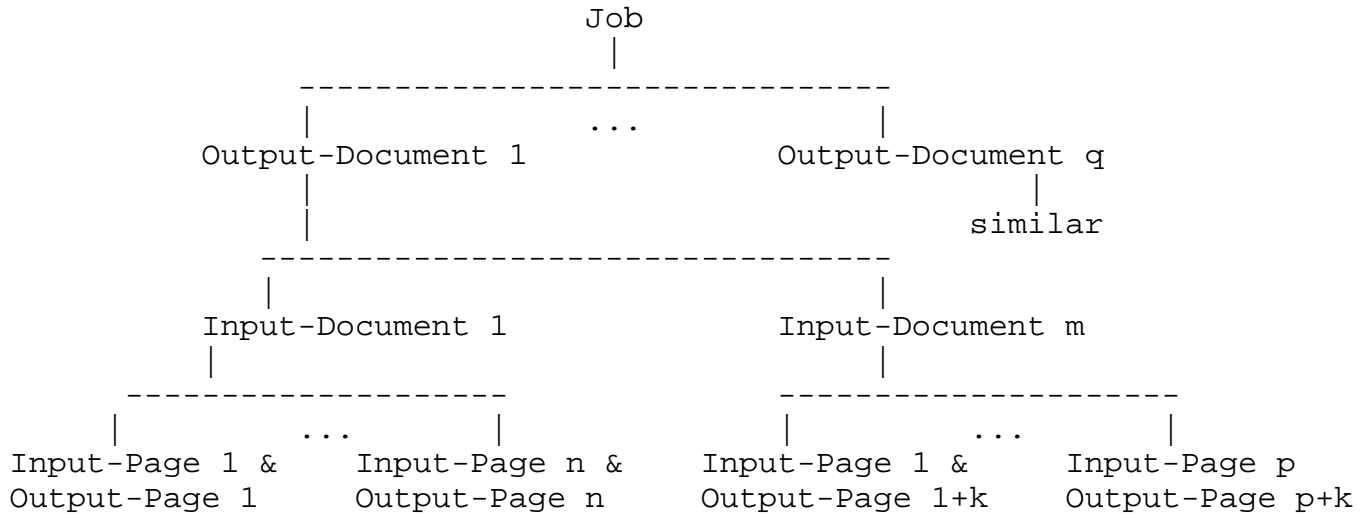 Job
...
Output-Document 1 Output-Document q
similar
Input-Document 1 Input-Document m
... ...
Input-Page 1 & Input-Page n & Input-Page 1 & Input-Page p
Output-Page 1 Output-Page n Output-Page 1+k Output-Page p+k